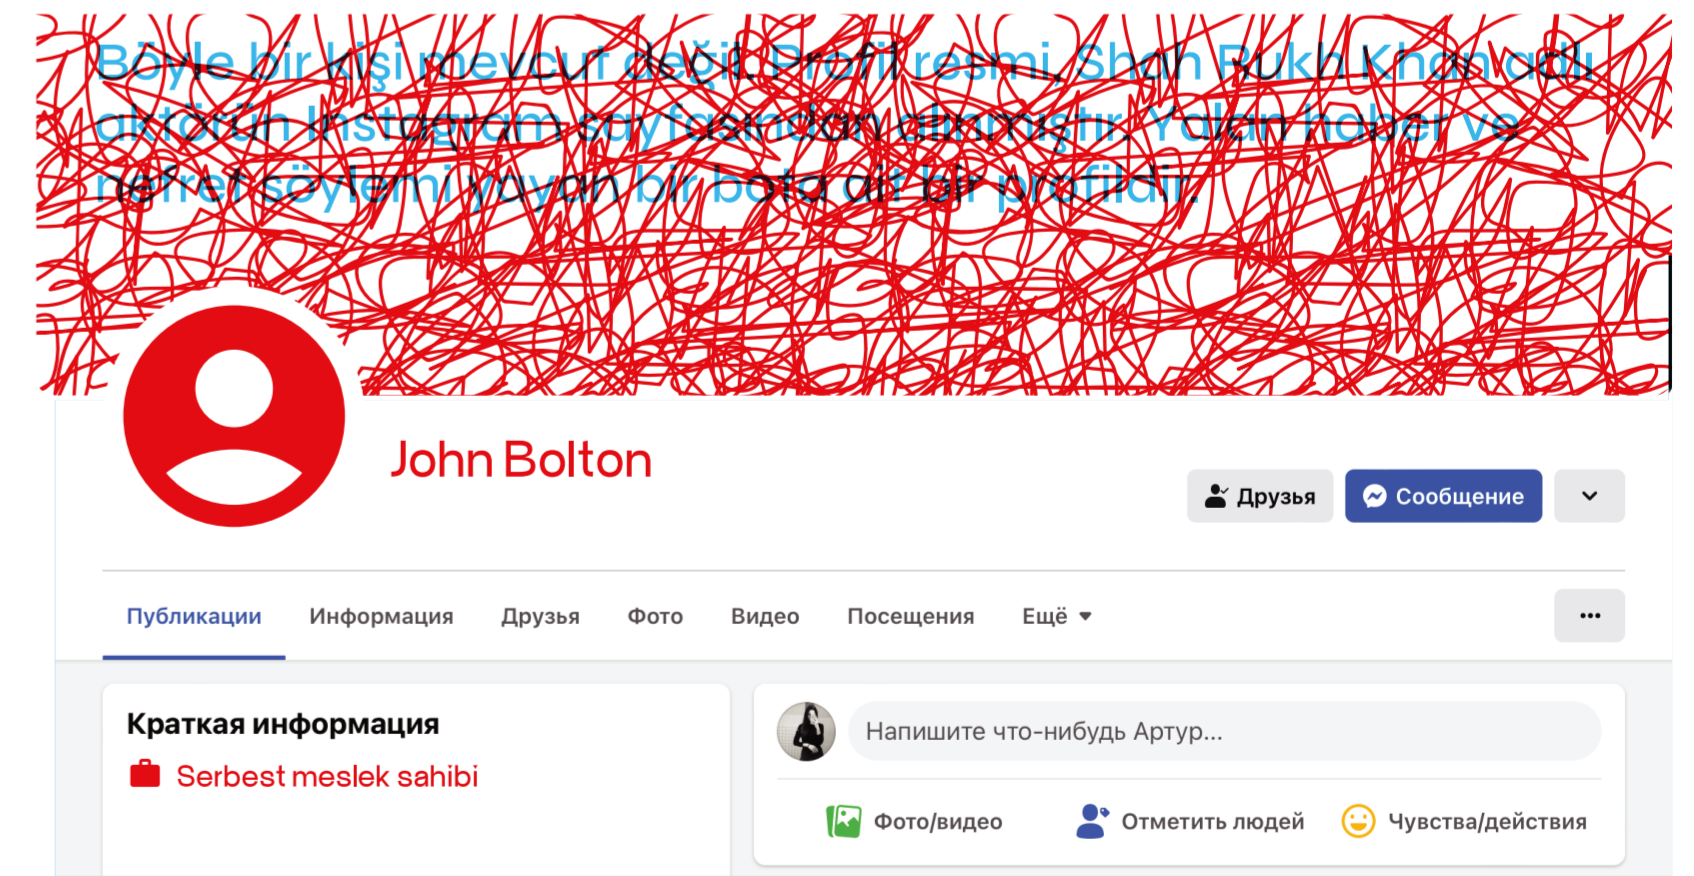 Böyle bir kişi mevcut değil. Profil resmi, Shah Rukh Khan adlı
aktörün Instagram sayfasından alınmıştır. Yalan haber ve
nefret söylemi yayan bir bota ait bir profildir.
John Bolton
Друзья
Сообщение
Публикации Информация Друзья Фото Видео Посещения Ещё
Краткая информация
Serbest meslek sahibi
Напишите что-нибудь Артур...
Фото/видео Отметить людей Чувства/действия